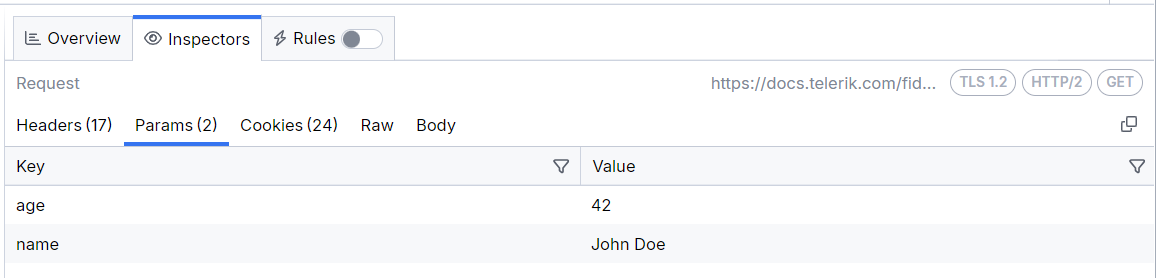 Overview Inspectors Rules
Request https://docs.telerik.com/fid... TLS 1.2 HTTP/2 GET
Headers (17) Params (2) Cookies (24) Raw Body
Key Value
age 42
name John Doe